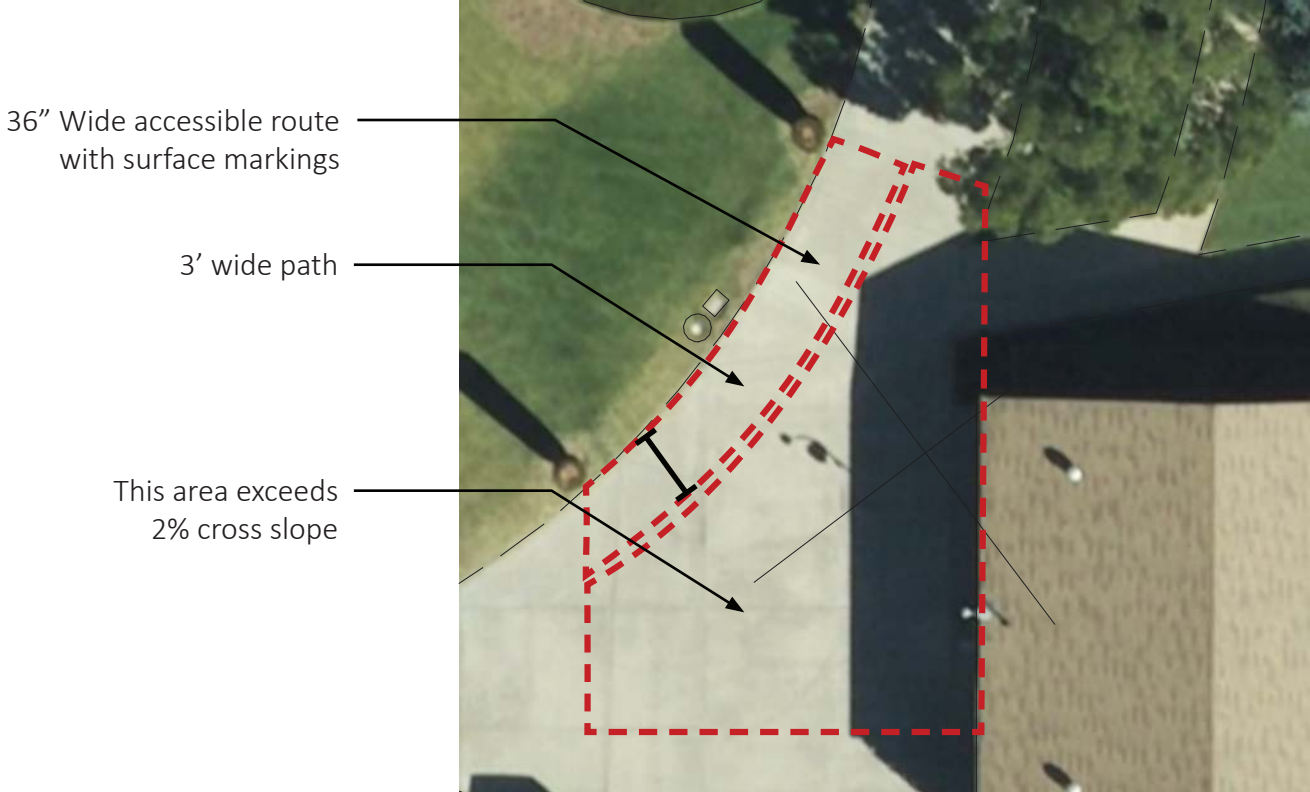 36” Wide accessible route
with surface markings
3’ wide path
This area exceeds
2% cross slope